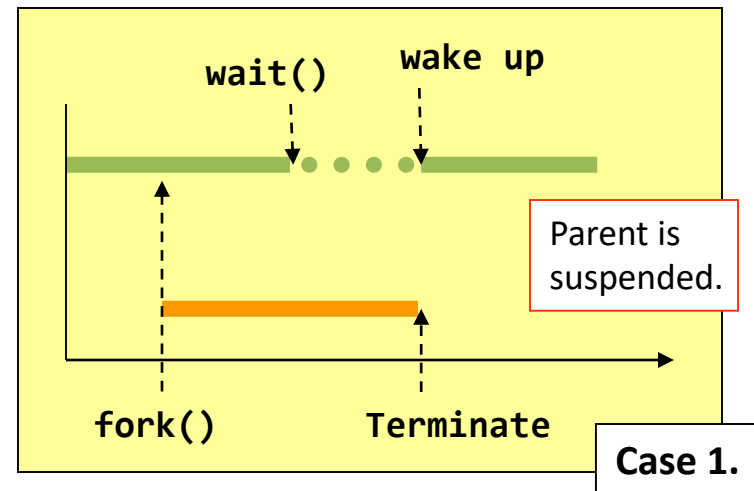 wait()
wake up
Parent is
suspended.
fork()
Terminate
Case 1.